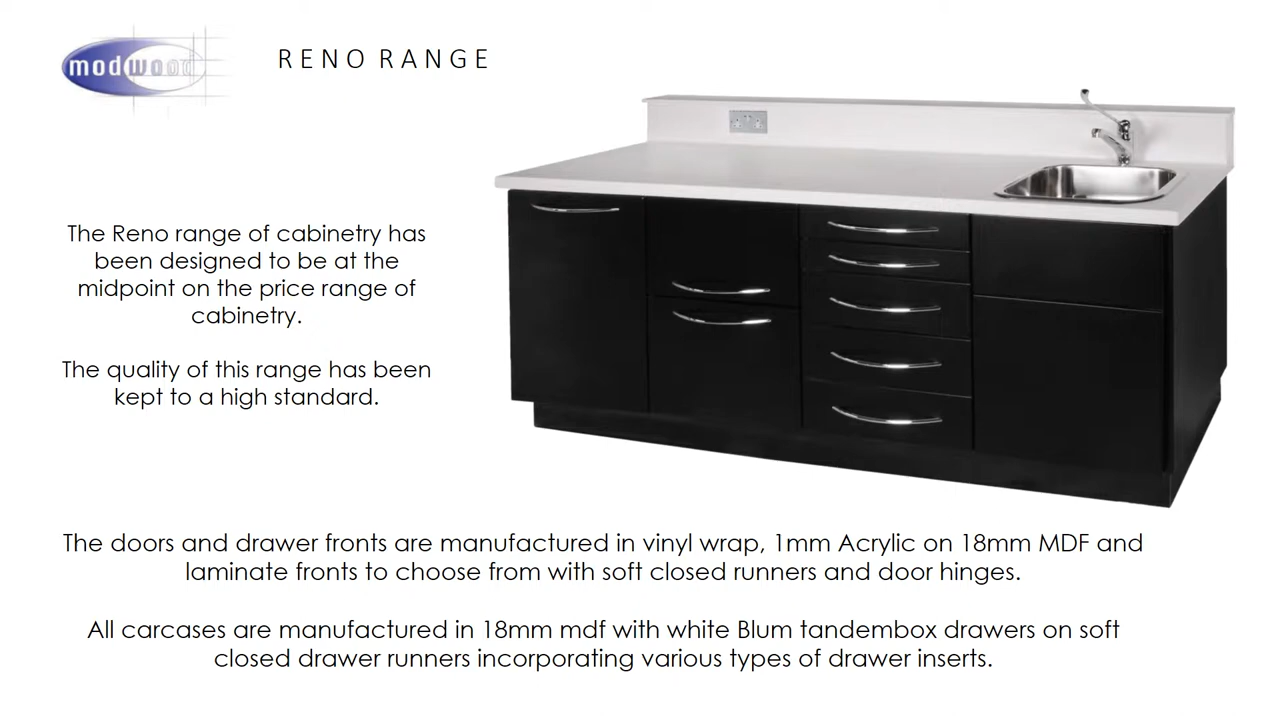 modwood
RENO RANGE
The Reno range of cabinetry has
been designed to be at the
midpoint on the price range of
cabinetry.
The quality of this range has been
kept to a high standard.
The doors and drawer fronts are manufactured in vinyl wrap, 1mm Acrylic on 18mm MDF and
laminate fronts to choose from with soft closed runners and door hinges.
All carcases are manufactured in 18mm mdf with white Blum tandembox drawers on soft
closed drawer runners incorporating various types of drawer inserts.